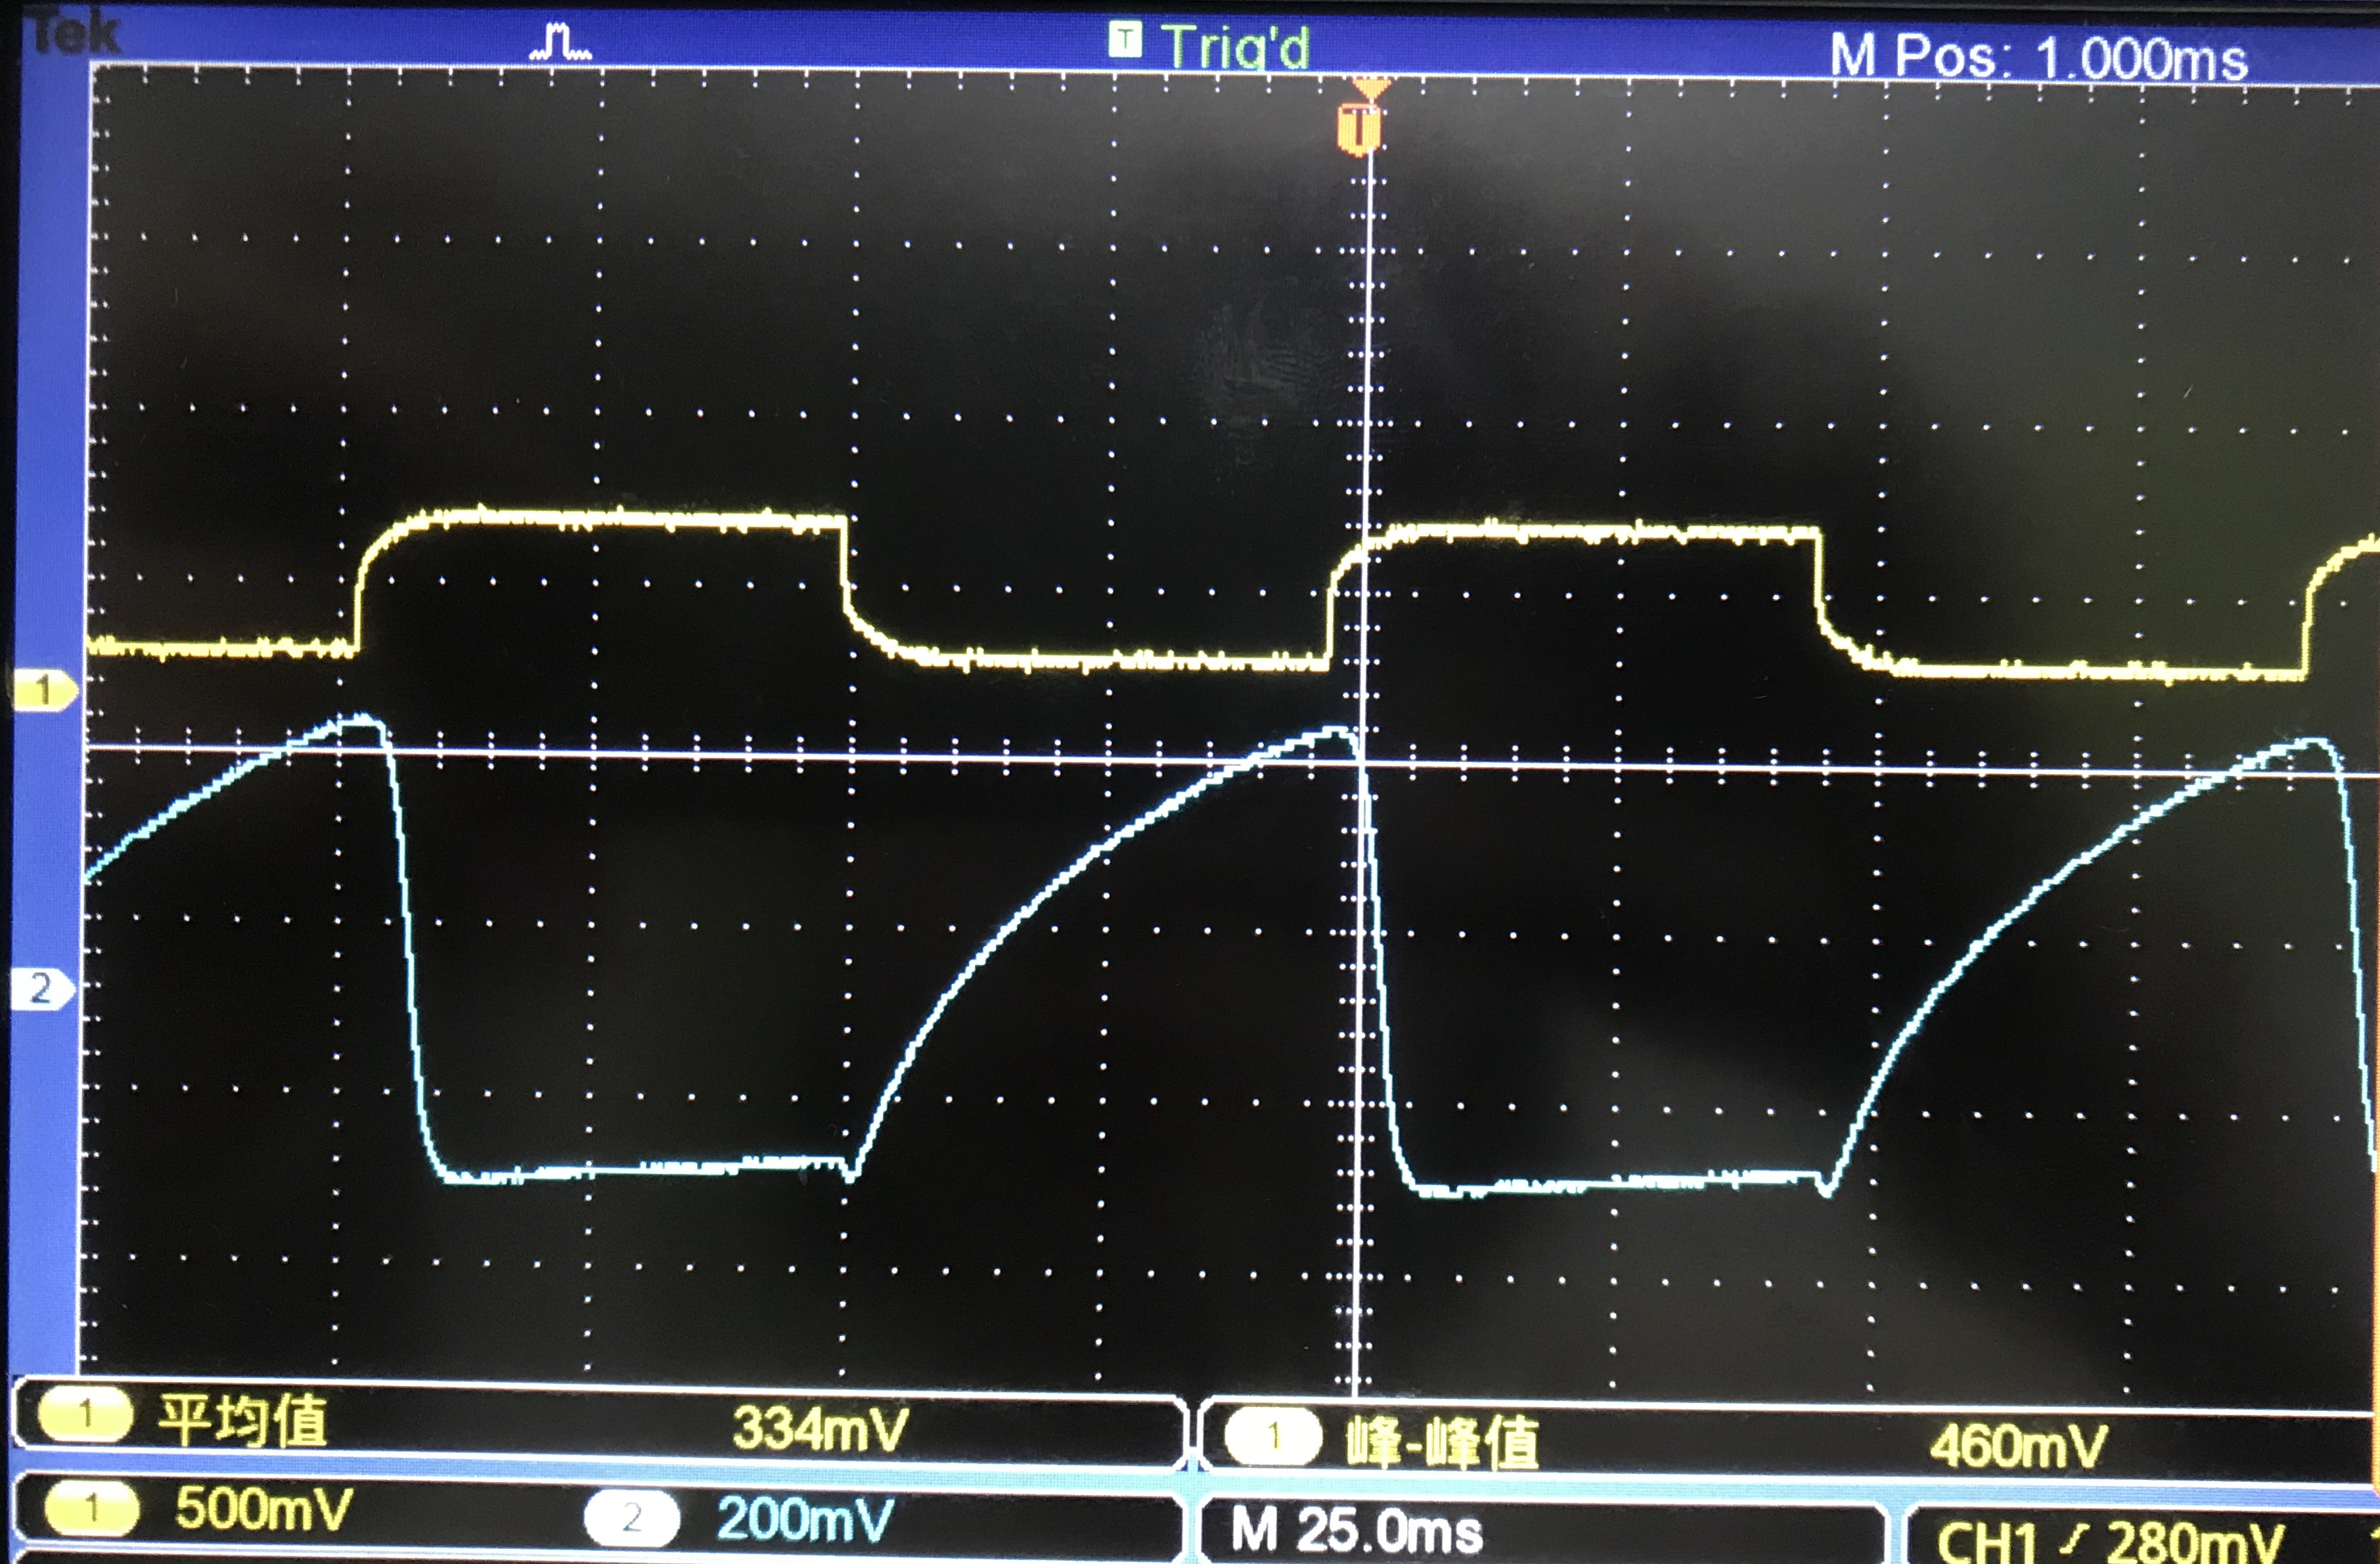 Tek T Trig'd M Pos: 1.000ms
T
1
2
1 平均值 334mV 1 峰-峰值 460mV
1 500mV 2 200mV M 25.0ms CH1 280mV